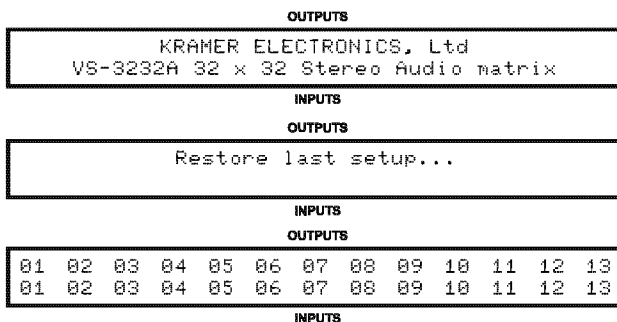 OUTPUTS
KRAMER ELECTRONICS, Ltd
VS-3232A 32 x 32 Stereo Audio matrix
INPUTS
OUTPUTS
Restore last setup...
INPUTS
OUTPUTS
01 02 03 04 05 06 07 08 09 10 11 12 13
01 02 03 04 05 06 07 08 09 10 11 12 13
INPUTS